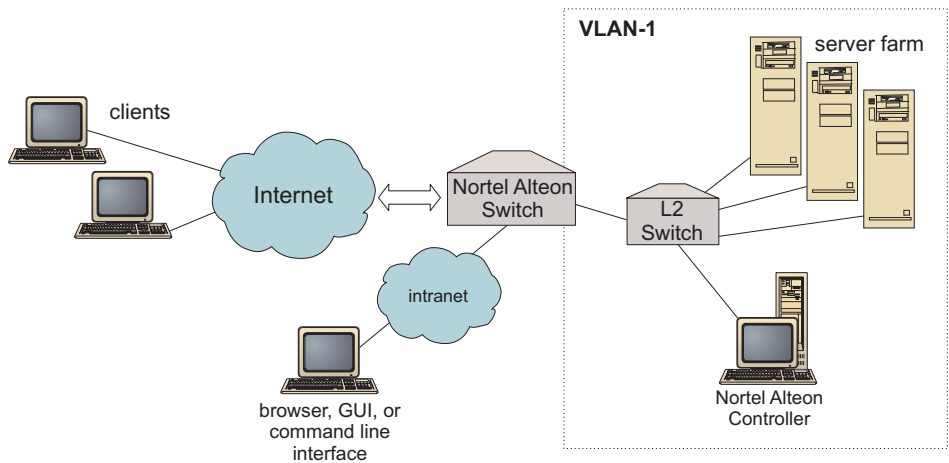 VLAN-1
server farm
clients
Internet
Nortel Alteon
Switch
L2
Switch
intranet
browser, GUI, or
command line
interface
Nortel Alteon
Controller